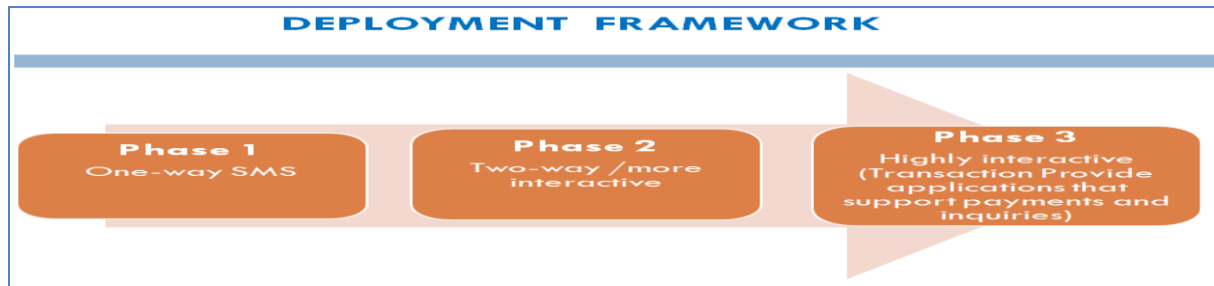 DEPLOYMENT FRAMEWORK
Phase 1
One-way SMS
Phase 2
Two-way /more
interactive
Phase 3
Highly interactive
(Transaction Provide
applications that
support payments and
inquiries)